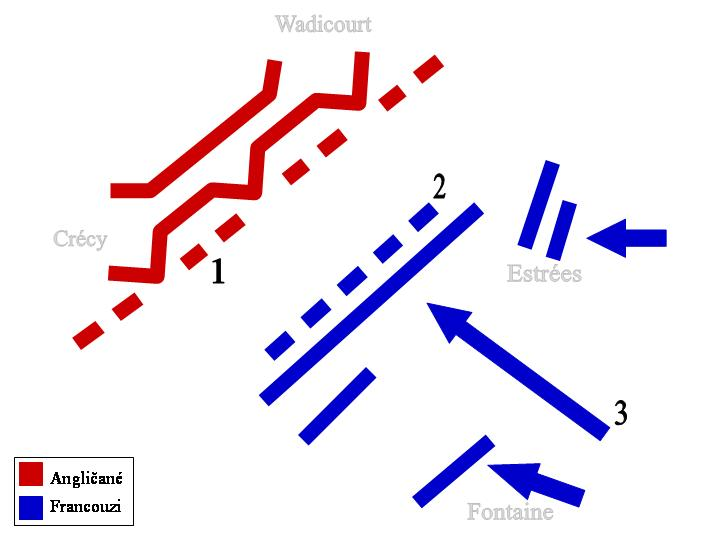 Wadicourt
2
Crécy
1
Estrées
3
Angličané
Francouzi
Fontaine